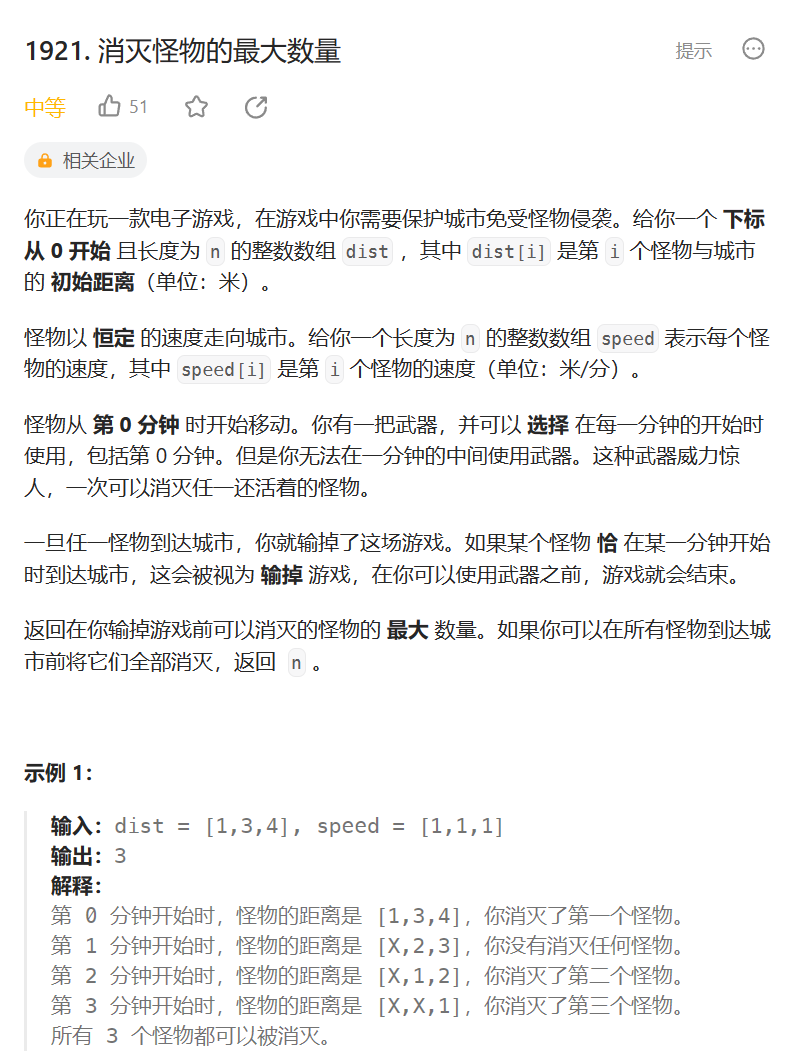 1921. 消灭怪物的最大数量
提示
中等
51
相关企业
你正在玩一款电子游戏，在游戏中你需要保护城市免受怪物侵袭。给你一个 下标
从 0 开始 且长度为 n 的整数数组 dist ，其中 dist[i] 是第 i 个怪物与城市
的 初始距离（单位：米）。
怪物以 恒定 的速度走向城市。给你一个长度为 n 的整数数组 speed 表示每个怪
物的速度，其中 speed[i] 是第 i 个怪物的速度（单位：米/分）。
怪物从 第 0 分钟 时开始移动。你有一把武器，并可以 选择 在每一分钟的开始时
使用，包括第 0 分钟。但是你无法在一分钟的中间使用武器。这种武器威力惊
人，一次可以消灭任一还活着的怪物。
一旦任一怪物到达城市，你就输掉了这场游戏。如果某个怪物 恰 在某一分钟开始
时到达城市，这会被视为 输掉 游戏，在你可以使用武器之前，游戏就会结束。
返回在你输掉游戏前可以消灭的怪物的 最大 数量。如果你可以在所有怪物到达城
市前将它们全部消灭，返回 n 。
示例 1：
输入：dist = [1,3,4], speed = [1,1,1]
输出：3
解释：
第 0 分钟开始时，怪物的距离是 [1,3,4]，你消灭了第一个怪物。
第 1 分钟开始时，怪物的距离是 [X,2,3]，你没有消灭任何怪物。
第 2 分钟开始时，怪物的距离是 [X,1,2]，你消灭了第二个怪物。
第 3 分钟开始时，怪物的距离是 [X,X,1]，你消灭了第三个怪物。
所有 3 个怪物都可以被消灭。